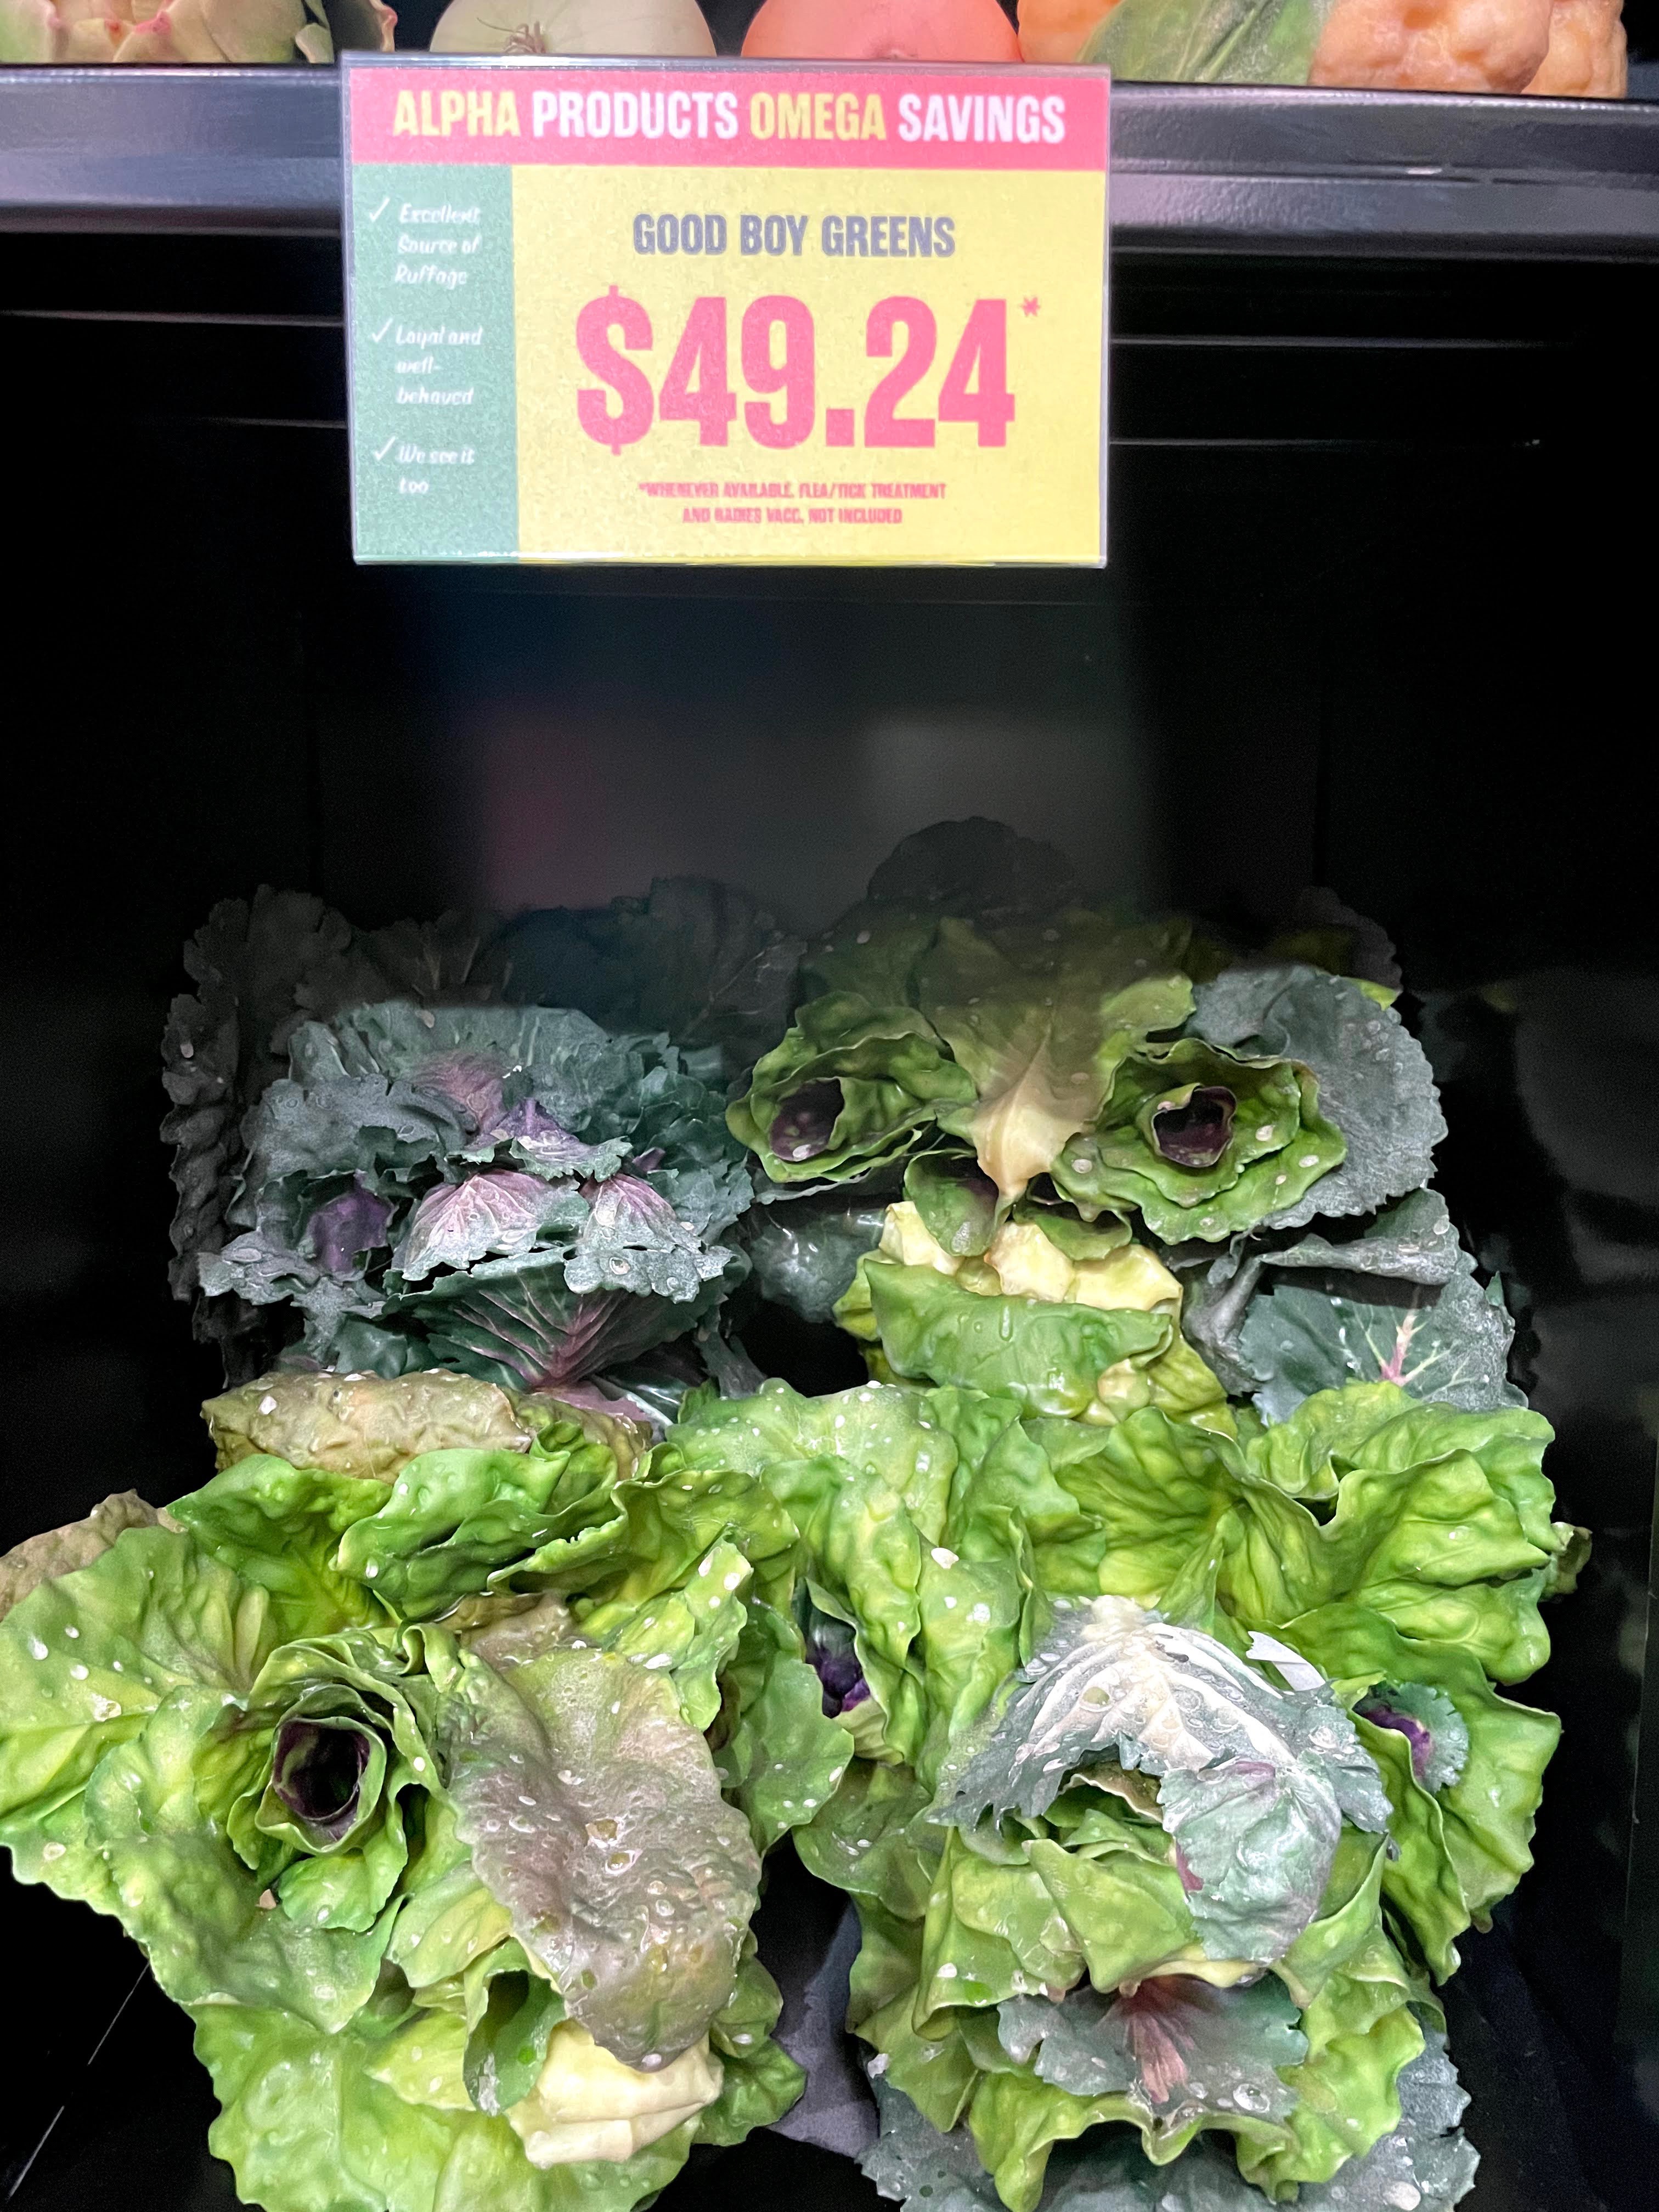 ALPHA PRODUCTS OMEGA SAVINGS
✓ Excellent
Source of
Ruffage
✓ Loyal and
well-
behaved
✓ We see it
too
GOOD BOY GREENS
$49.24*
*WHENEVER AVAILABLE. FLEA/TICK TREATMENT
AND RABIES VACC. NOT INCLUDED